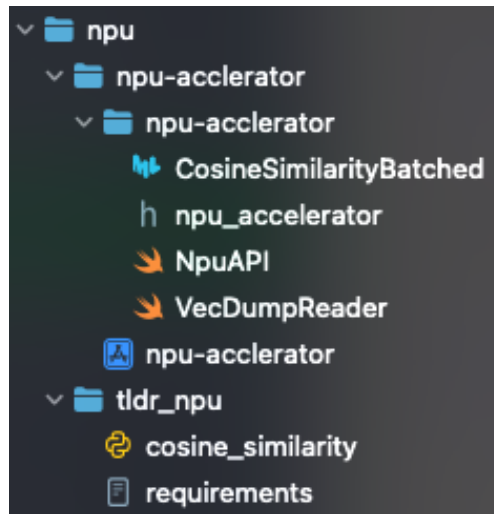 npu
npu-acclerator
npu-acclerator
CosineSimilarityBatched
h npu_accelerator
NpuAPI
VecDumpReader
npu-acclerator
tldr_npu
cosine_similarity
requirements